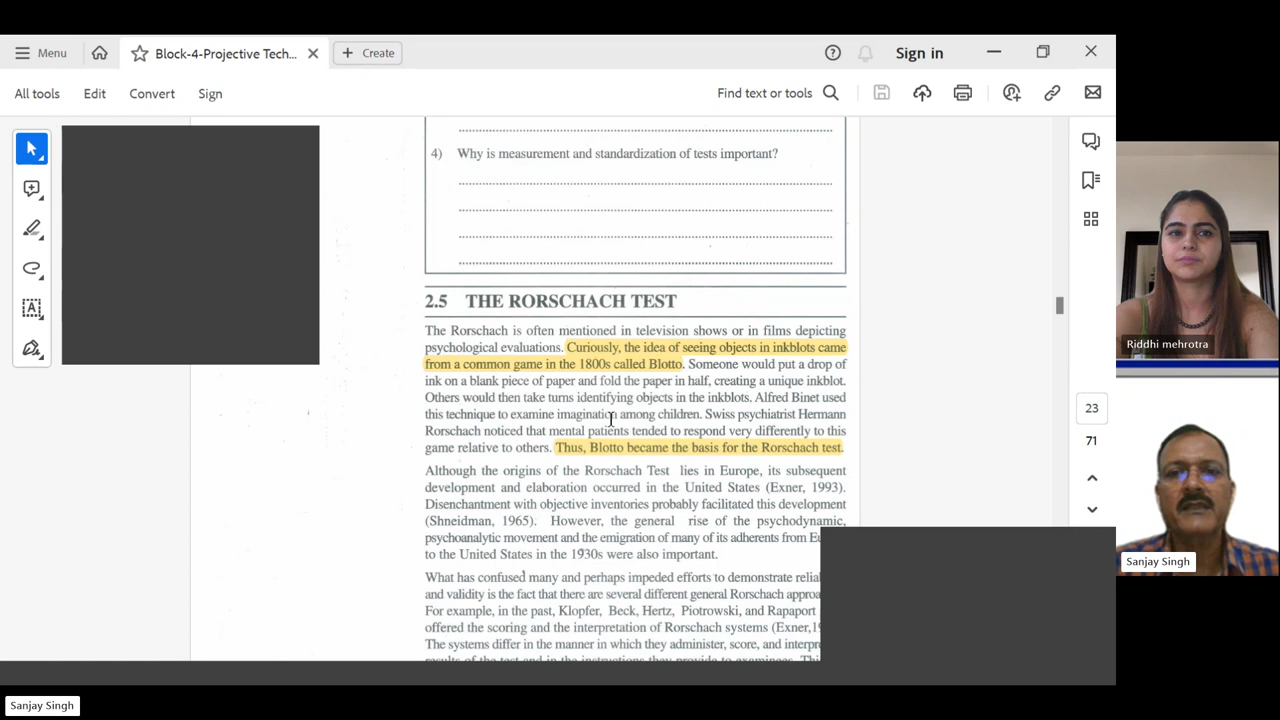 Menu
Block-4-Projective Tech...
Create
Sign in
All tools
Edit
Convert
Sign
Find text or tools
4) Why is measurement and standardization of tests important?
2.5 THE RORSCHACH TEST
The Rorschach is often mentioned in television shows or in films depicting
psychological evaluations. Curiously, the idea of seeing objects in inkblots came
from a common game in the 1800s called Blotto. Someone would put a drop of
ink on a blank piece of paper and fold the paper in half, creating a unique inkblot.
Others would then take turns identifying objects in the inkblots. Alfred Binet used
this technique to examine imagination among children. Swiss psychiatrist Hermann
Rorschach noticed that mental patients tended to respond very differently to this
game relative to others. Thus, Blotto became the basis for the Rorschach test.
Although the origins of the Rorschach Test lies in Europe, its subsequent
development and elaboration occurred in the United States (Exner, 1993).
Disenchantment with objective inventories probably facilitated this development
(Shneidman, 1965). However, the general rise of the psychodynamic,
psychoanalytic movement and the emigration of many of its adherents from
to the United States in the 1930s were also important.
What has confused many and perhaps impeded efforts to demonstrate
and validity is the fact that there are several different general Rorschach
For example, in the past, Klopfer, Beck, Hertz, Piotrowski, and Rapaport
offered the scoring and the interpretation of Rorschach systems (Exner,
The systems differ in the manner in which they administer, score, and
results of the test and in the instructions they provide to examinees.
23
71
Riddhi mehrotra
Sanjay Singh
Sanjay Singh